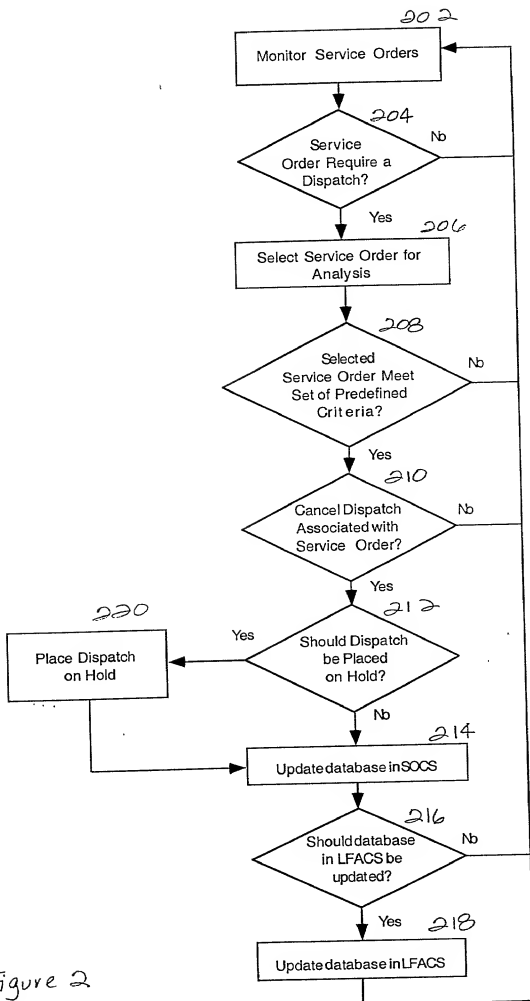 202
Monitor Service Orders
204
No
Service
Order Require a
Dispatch?
Yes
206
Select Service Order for
Analysis
208
Selected
Service Order Meet
Set of Predefined
Criteria?
No
Yes
210
Cancel Dispatch
Associated with
Service Order?
No
Yes
220
212
Yes
Should Dispatch
be Placed
on Hold?
Place Dispatch
on Hold
No
214
Update database in SOCS
216
Should database
in LFACS be
updated?
No
Yes
218
Update database in LFACS
igure 2